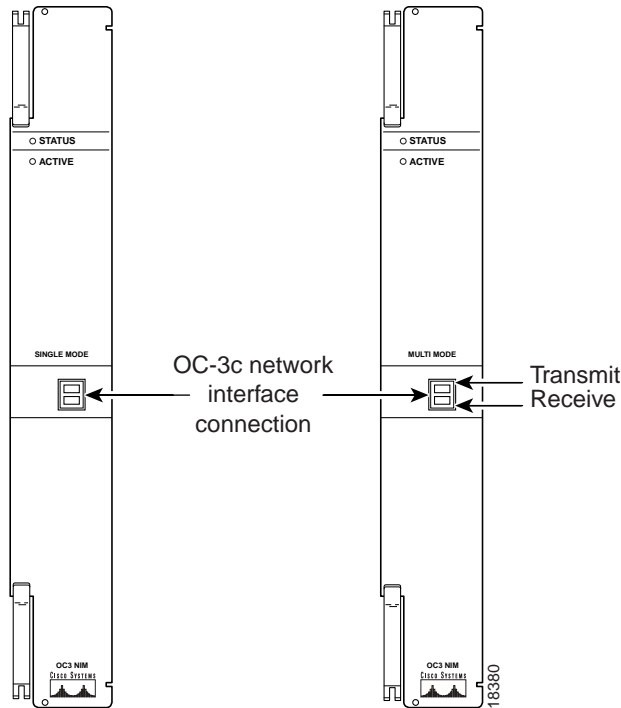 STATUS
ACTIVE
SINGLE MODE
OC3 NIM
CISCO SYSTEMS
OC-3c network
interface
connection
STATUS
ACTIVE
MULTI MODE
Transmit
Receive
OC3 NIM
CISCO SYSTEMS
18380